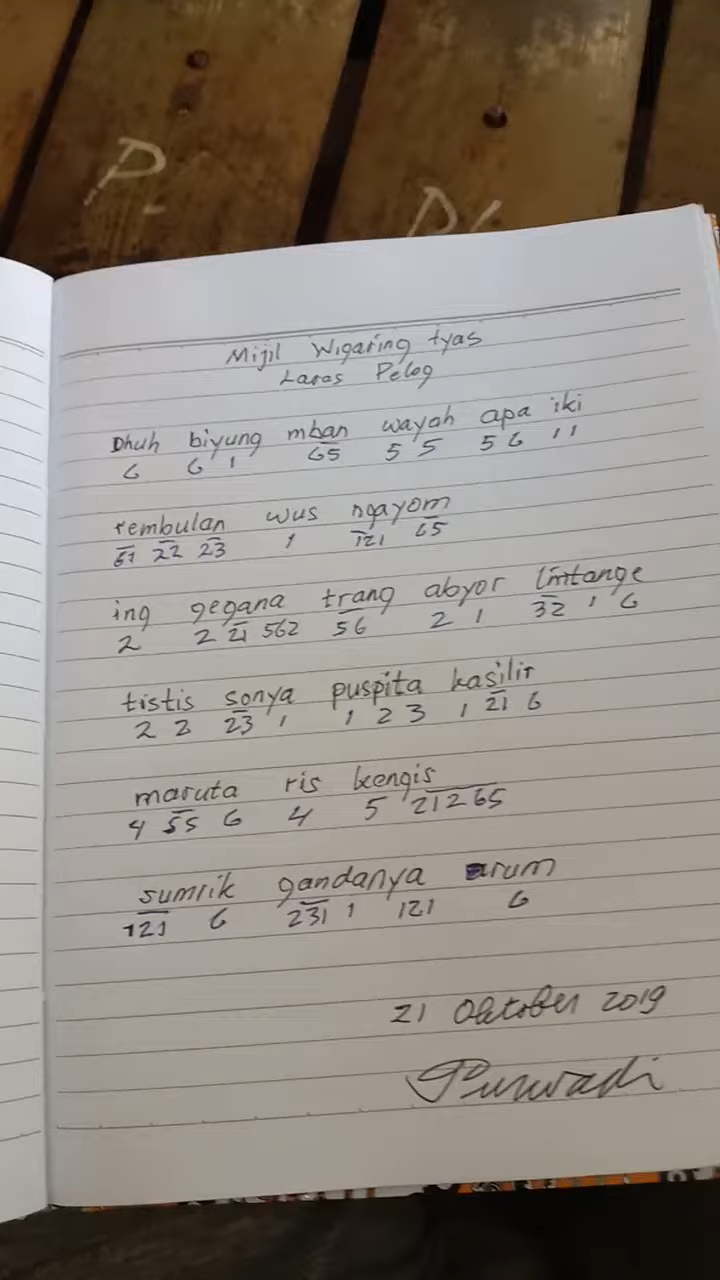 PL
PL
Mijil Wigaring tyas
Laras Pelog
Dhuh biyung mban wayah apa iki
6 6 1 65 5 5 5 6 1 1
rembulan wus ngayom
61 22 23 1 121 65
ing gegana trang abyor lintange
2 2 21 562 56 2 1 32 1 6
tistis sonya puspita kasilir
2 2 23 1 1 2 3 1 21 6
maruta ris kengis
4 55 6 4 5 21265
sumrik gandanya arum
121 6 231 1 121 6
21 Oktober 2019
Purwadi